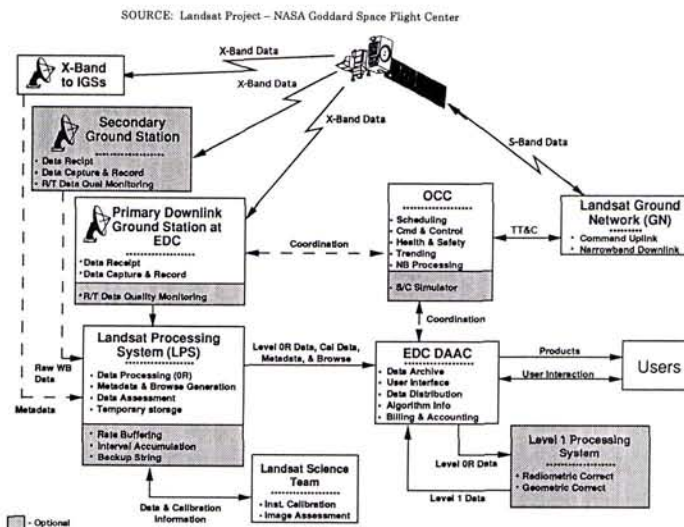 SOURCE: Landsat Project – NASA Goddard Space Flight Center
X-Band Data
X-Band
to IGSs
X-Band Data
X-Band Data
Secondary
Ground Station
• Data Recipt
• Data Capture & Record
• R/T Data Qual Monitoring
S-Band Data
Primary Downlink
Ground Station at
EDC
• Data Receipt
• Data Capture & Record
• R/T Data Quality Monitoring
Coordination
OCC
• Scheduling
• Cmd & Control
• Health & Safety
• Trending
• NB Processing
• S/C Simulator
TT&C
Landsat Ground
Network (GN)
• Command Uplink
• Narrowband Downlink
Coordination
Landsat Processing
System (LPS)
• Data Processing (0R)
• Metadata & Browse Generation
• Data Assessment
• Temporary storage
• Rate Buffering
• Interval Accumulation
• Backup String
Raw WB
Data
Metadata
Level 0R Data, Cal Data,
Metadata, & Browse
EDC DAAC
• Data Archive
• User Interface
• Data Distribution
• Algorithm Info
• Billing & Accounting
Products
User Interaction
Users
Level 0R Data
Level 1 Data
Level 1 Processing
System
• Radiometric Correct
• Geometric Correct
Landsat Science
Team
• Inst. Calibration
• Image Assessment
Data & Calibration
Information
- Optional